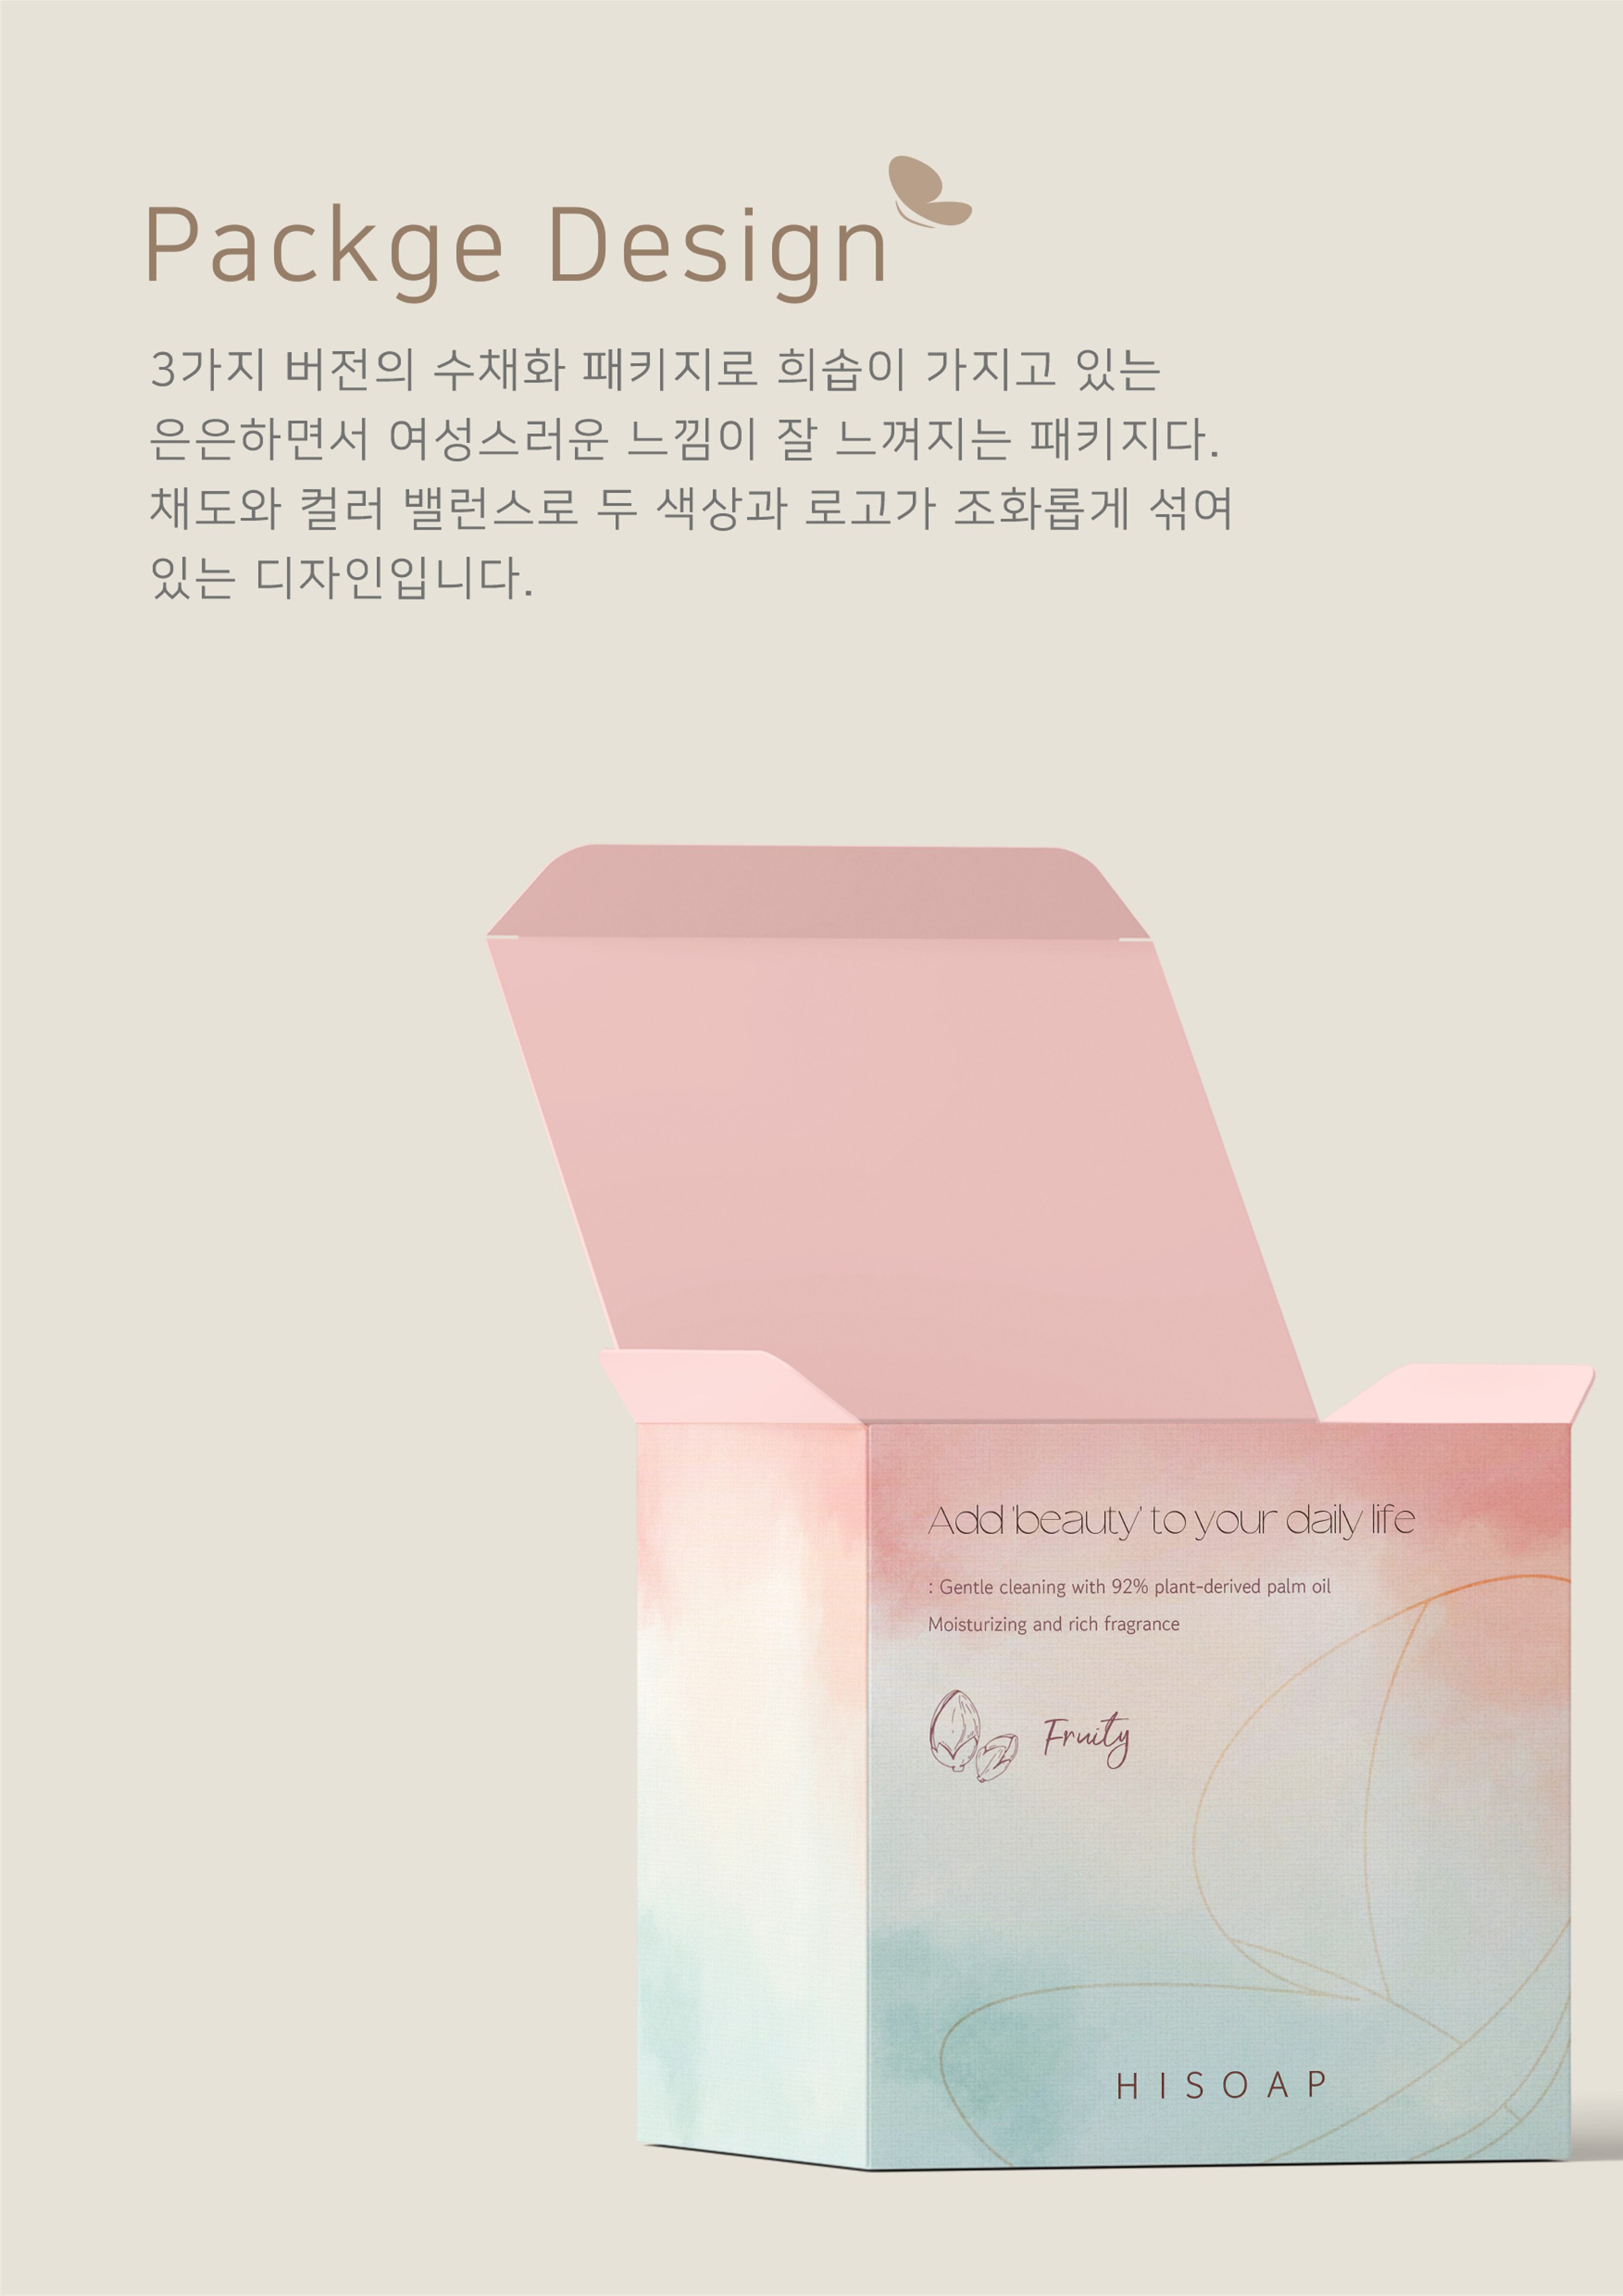 Packge Design
3가지 버전의 수채화 패키지로 희솝이 가지고 있는
은은하면서 여성스러운 느낌이 잘 느껴지는 패키지다.
채도와 컬러 밸런스로 두 색상과 로고가 조화롭게 섞여
있는 디자인입니다.
Add 'beauty' to your daily life
: Gentle cleaning with 92% plant-derived palm oil
Moisturizing and rich fragrance
Fruity
HISOAP